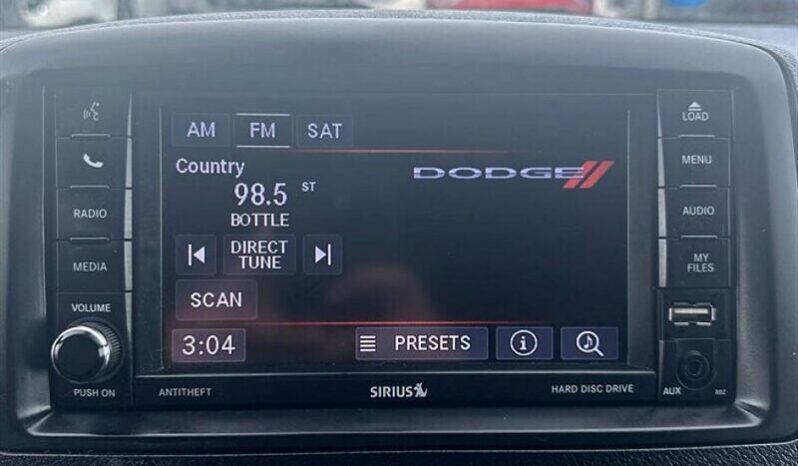 LOAD
AM FM SAT
MENU
Country
DODGE
98.5 ST
RADIO
AUDIO
BOTTLE
DIRECT TUNE
MEDIA
MY FILES
SCAN
VOLUME
3:04
PRESETS
PUSH ON
ANTITHEFT
SIRIUS
HARD DISC DRIVE
AUX
RBZ